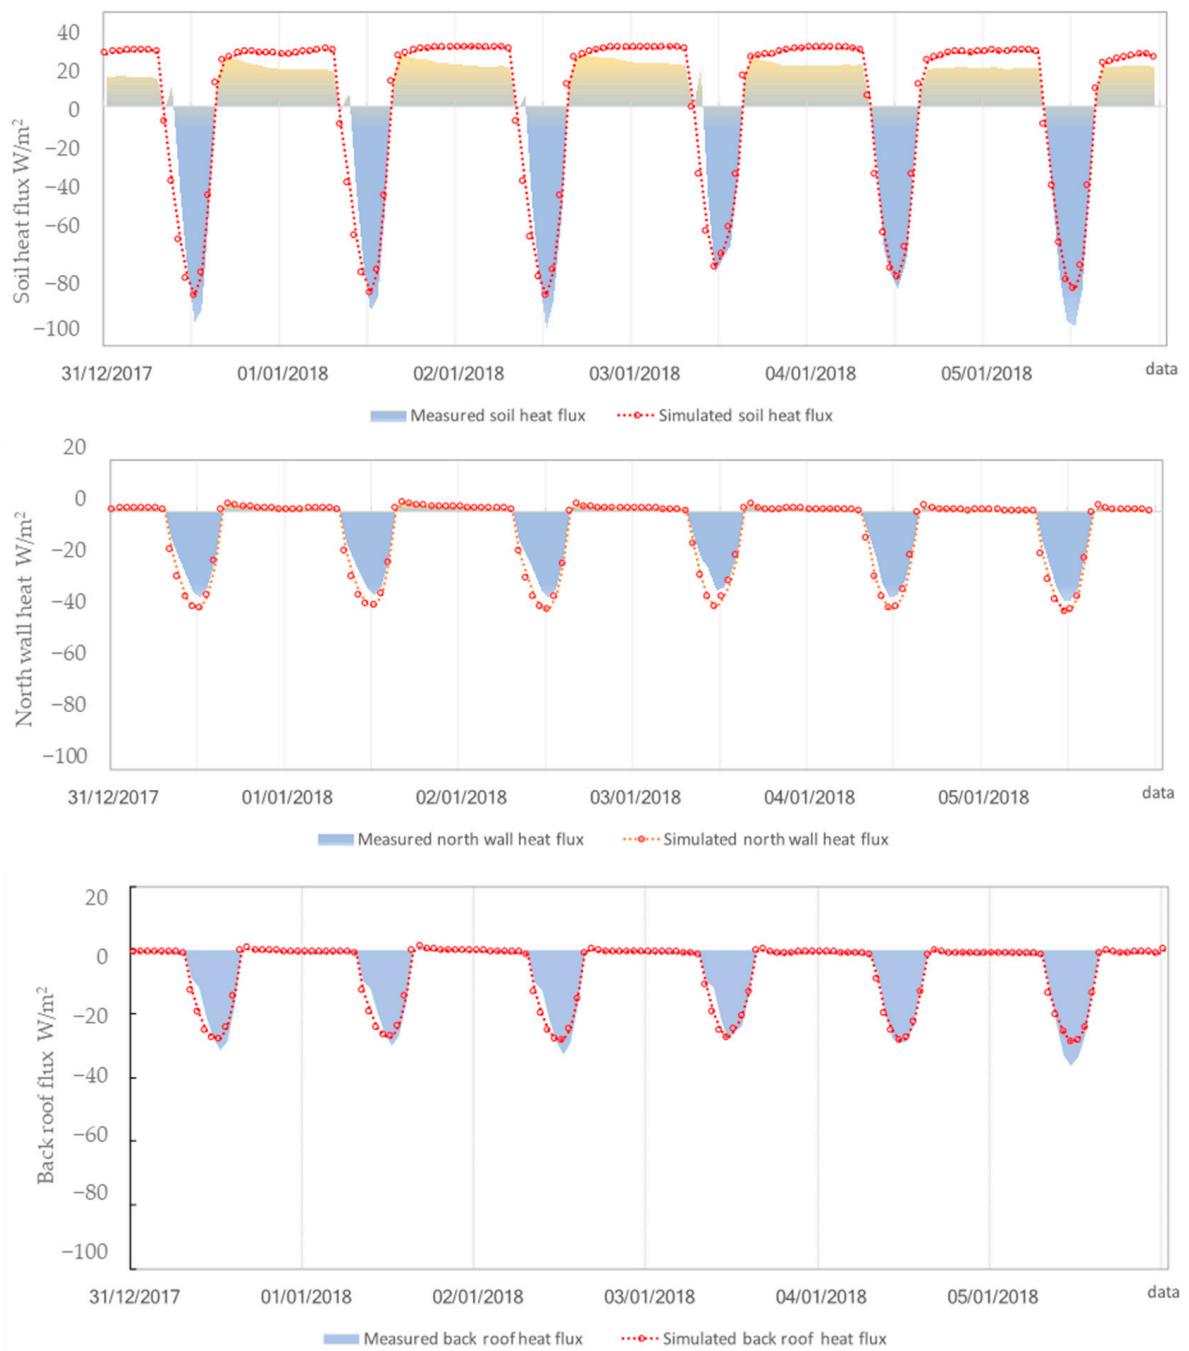 Soil heat flux W/m²
40
20
0
−20
−40
−60
−80
−100
31/12/2017 01/01/2018 02/01/2018 03/01/2018 04/01/2018 05/01/2018 data
Measured soil heat flux Simulated soil heat flux
North wall heat W/m²
20
0
−20
−40
−60
−80
−100
31/12/2017 01/01/2018 02/01/2018 03/01/2018 04/01/2018 05/01/2018 data
Measured north wall heat flux Simulated north wall heat flux
Back roof flux W/m²
20
0
−20
−40
−60
−80
−100
31/12/2017 01/01/2018 02/01/2018 03/01/2018 04/01/2018 05/01/2018 data
Measured back roof heat flux Simulated back roof heat flux